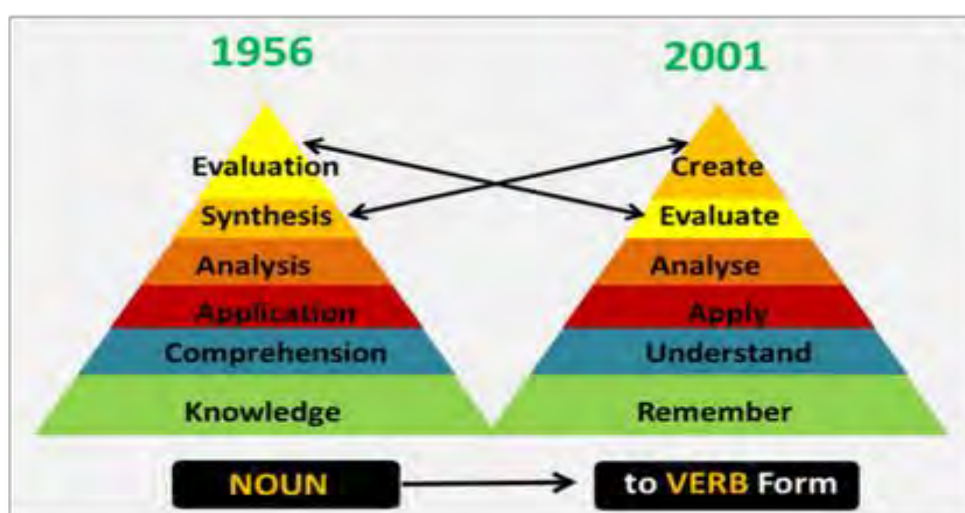 1956
2001
Evaluation
Synthesis
Analysis
Application
Comprehension
Knowledge
Create
Evaluate
Analyse
Apply
Understand
Remember
NOUN
to VERB Form